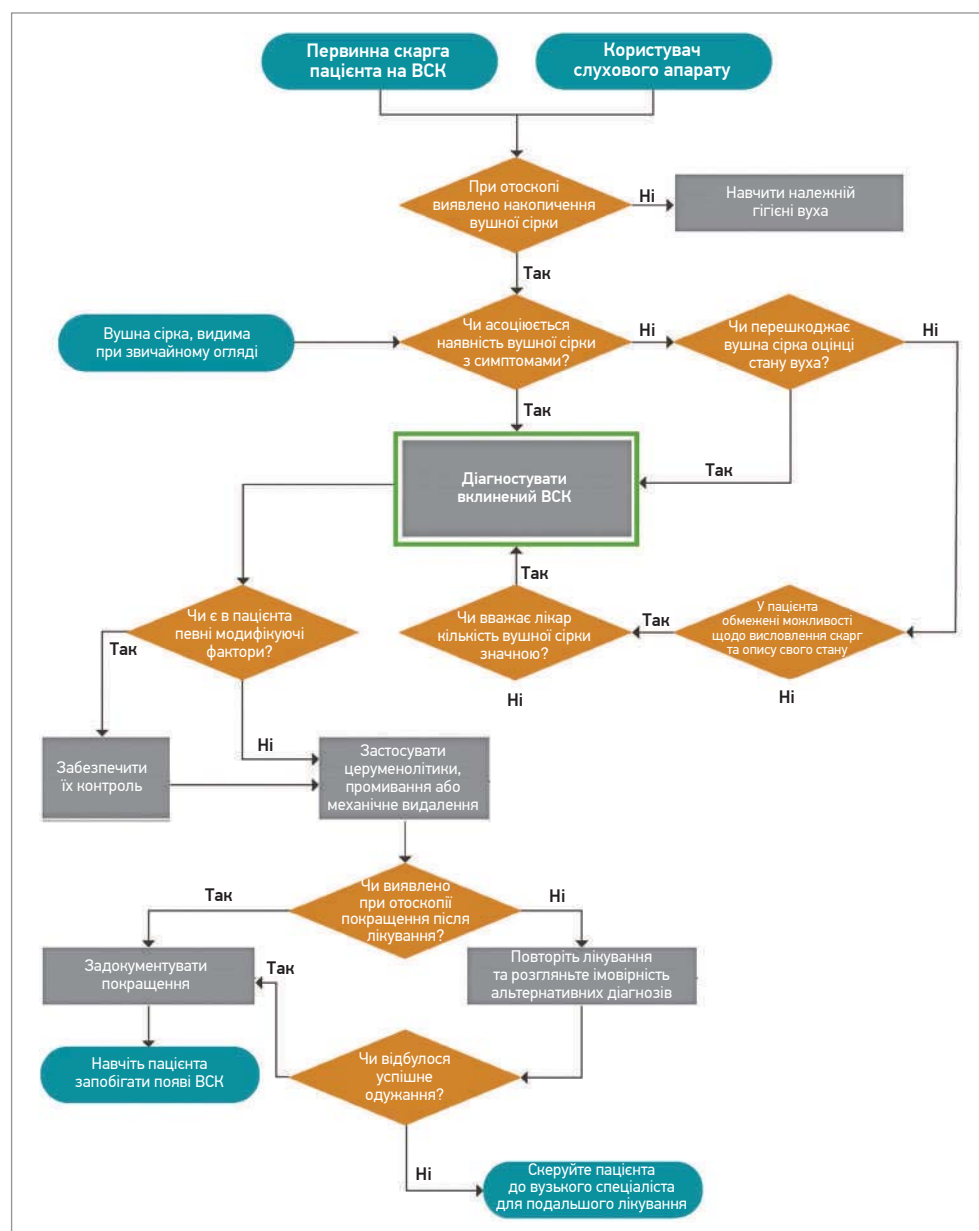 Первинна скарга
пацієнта на ВСК
Користувач
слухового апарату
При отоскопі
виявлено накопичення
вушної сірки
Ні
Навчити належній
гігієні вуха
Так
Вушна сірка, видима
при звичайному огляді
Чи асоціюється
наявність вушної сірки
з симптомами?
Ні
Чи перешкоджає
вушна сірка оцінці
стану вуха?
Ні
Так
Так
Діагностувати
вклинений ВСК
Так
Чи є в пацієнта
певні модифікуючі
фактори?
Чи вважає лікар
кількість вушної сірки
значною?
Так
У пацієнта
обмежені можливості
щодо висловлення скарг
та опису свого стану
Так
Ні
Ні
Ні
Забезпечити
їх контроль
Застосувати
церуменолітики,
промивання або
механічне видалення
Чи виявлено
при отоскопії
покращення після
лікування?
Так
Ні
Задокументувати
покращення
Так
Повторіть лікування
та розгляньте імовірність
альтернативних діагнозів
Навчіть пацієнта
запобігати появі ВСК
Чи відбулося
успішне
одужання?
Ні
Скеруйте пацієнта
до вузького спеціаліста
для подальшого лікування